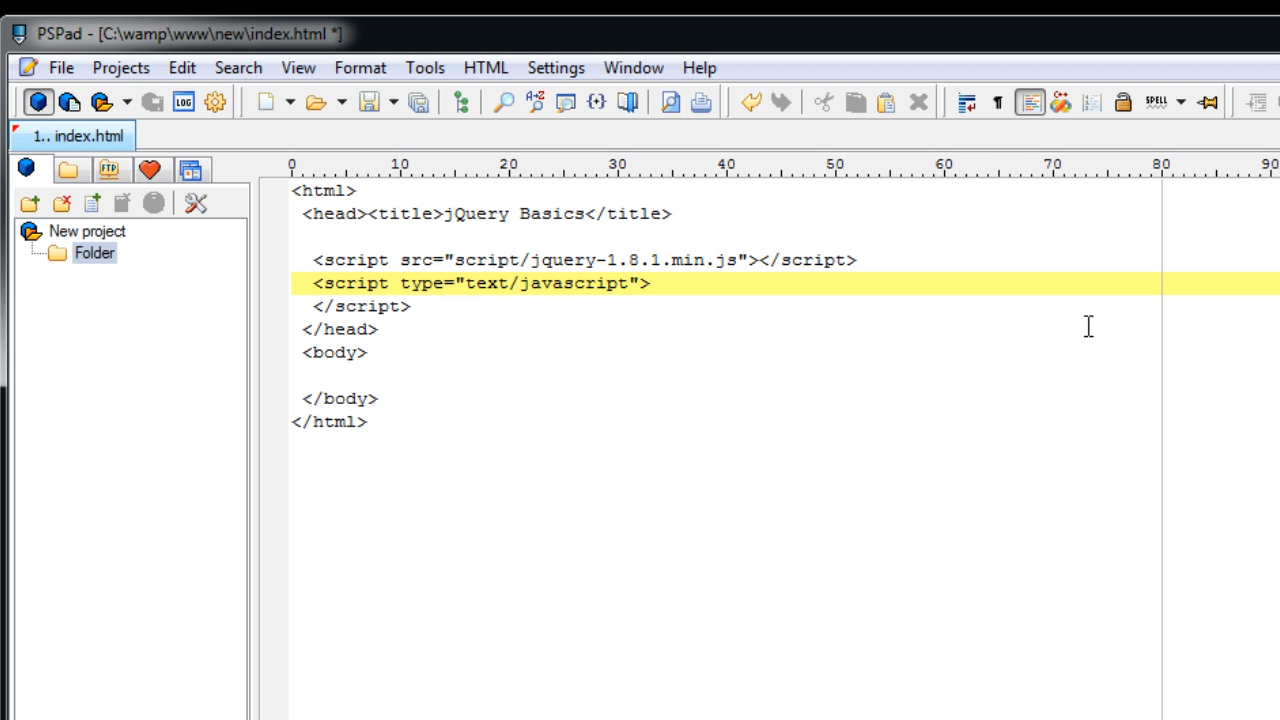 PSPad - [C:\wamp\www\new\index.html *]
File Projects Edit Search View Format Tools HTML Settings Window Help
LOG A-Z SPELL C++
1.. index.html
FTP
0 10 20 30 40 50 60 70 80 90
New project
Folder
<html>
<head><title>jQuery Basics</title>
<script src="script/jquery-1.8.1.min.js"></script>
<script type="text/javascript">
</script>
</head>
<body>
</body>
</html>